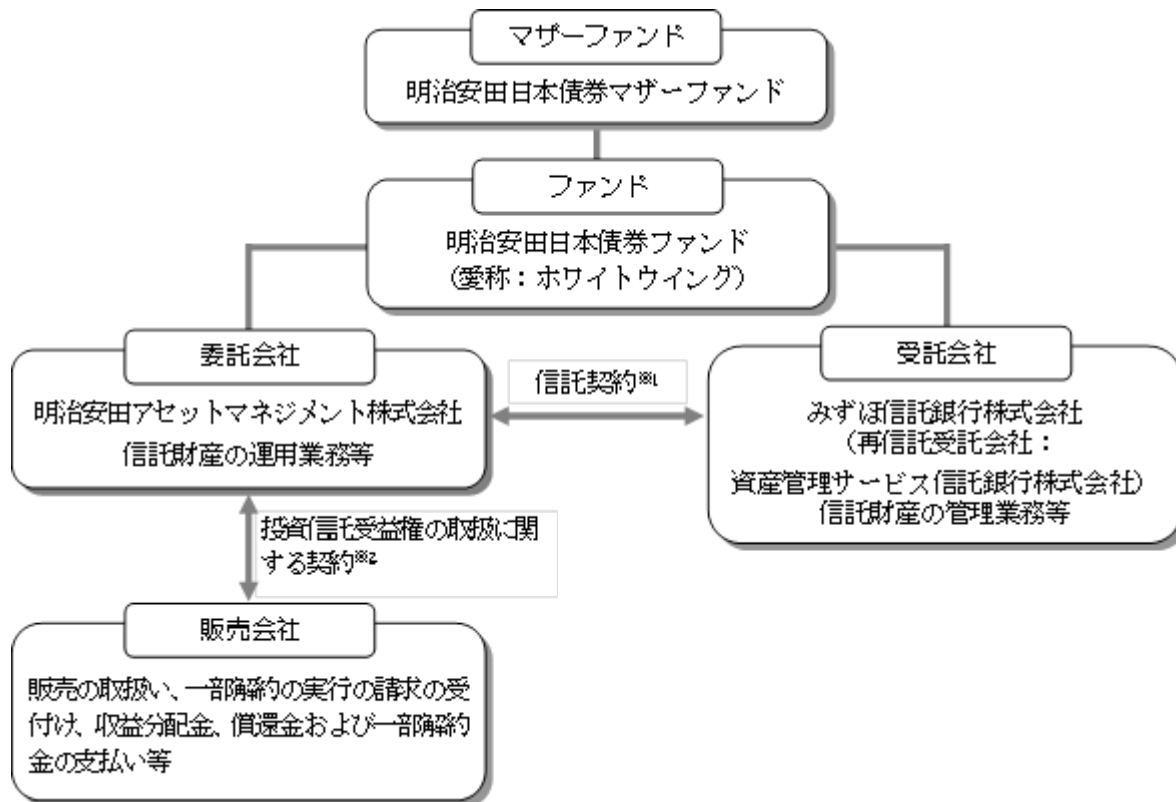 マザーファンド
明治安田日本債券マザーファンド
ファンド
明治安田日本債券ファンド
(愛称：ホワイトウイング)
委託会社
明治安田アセットマネジメント株式会社
信託財産の運用業務等
信託契約※1
受託会社
みずほ信託銀行株式会社
(再信託受託会社：
資産管理サービス信託銀行株式会社)
信託財産の管理業務等
投資信託受益権の取扱に関
する契約※2
販売会社
販売の取扱い、一部解約の実行の請求の受
付け、収益分配金、償還金および一部解約
金の支払い等